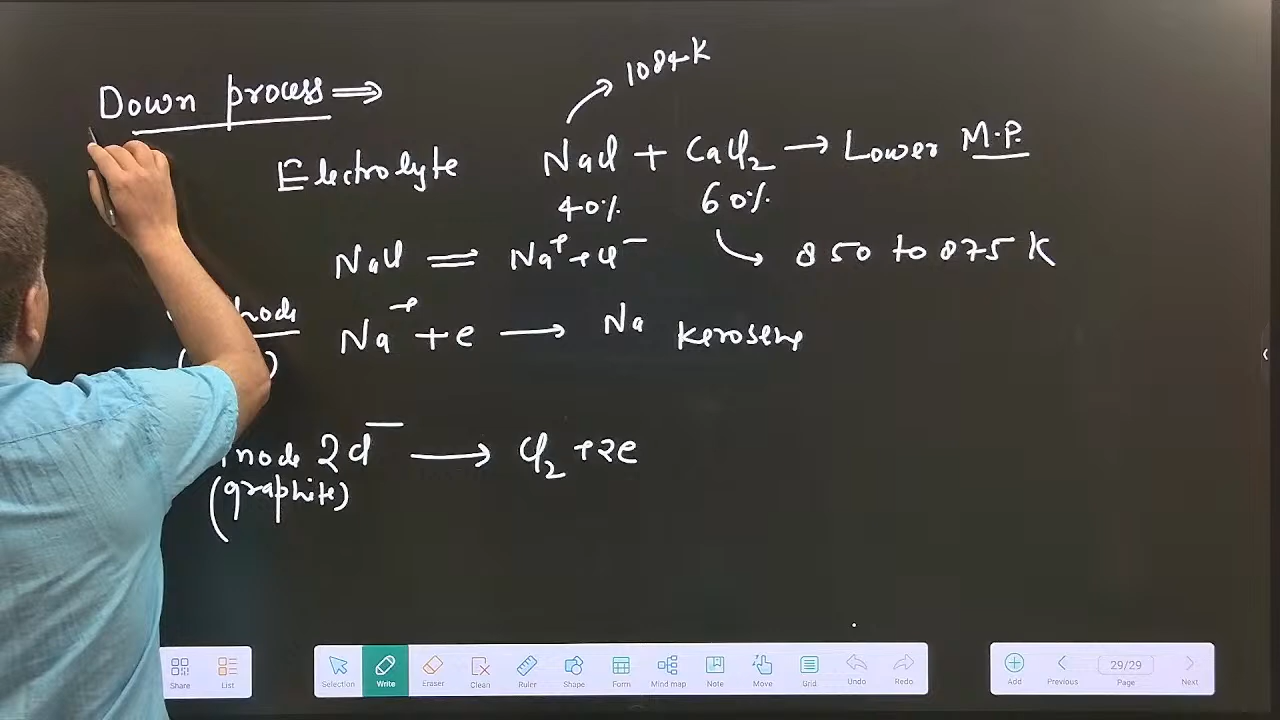 1084K
Down process ⇒
Electrolyte NaCl + CaCl2 → Lower M.P.
40% 60%
NaCl = Na+ + Cl− 850 to 875 K
Na+ + e → Na Kerosene
2Cl− → Cl2 + 2e
(graphite)
Share List Selection Write Eraser Clean Ruler Shape Form Mind map Note Move Grid Undo Redo Add Previous 29/29 Page Next